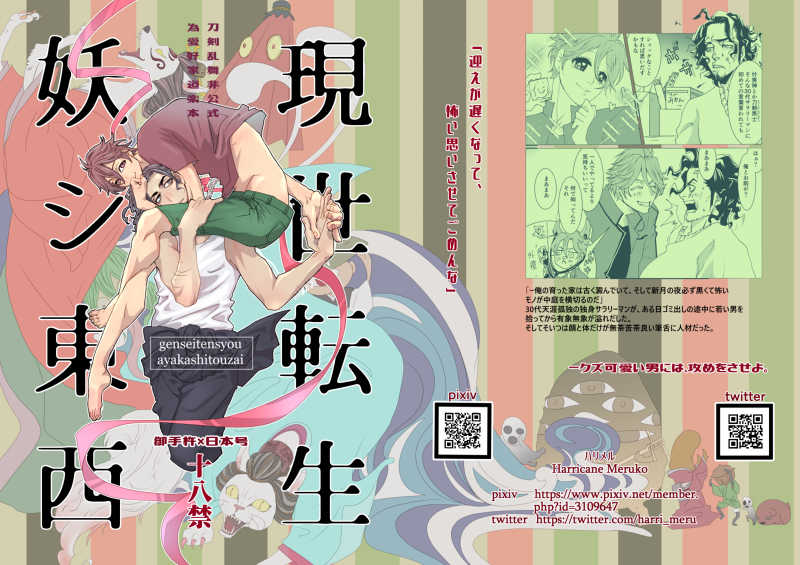 現世転生
妖シ東西
刀剣乱舞非公式
為愛好家道楽本
genseitensyou
ayakashitouzai
御手杵×日本号
十八禁
「迎えが遅くなって、
怖い思いさせてごめんな」
「−俺の育った家は古く澱んでいて、そして新月の夜必ず黒くて怖い
モノが中庭を横切るのだ」
30代天涯孤独の独身サラリーマンが、ある日ゴミ出しの途中に若い男を
拾ってから有象無象が溢れだした。
そしてそいつは顔と体だけが無茶苦茶良い筆舌に人材だった。
ークズ可愛い男には、攻めをさせよ。
pixiv
twitter
ハリメル
Harricane Meruko
pixiv https://www.pixiv.net/member.
php?id=3109647
twitter https://twitter.com/harri_meru